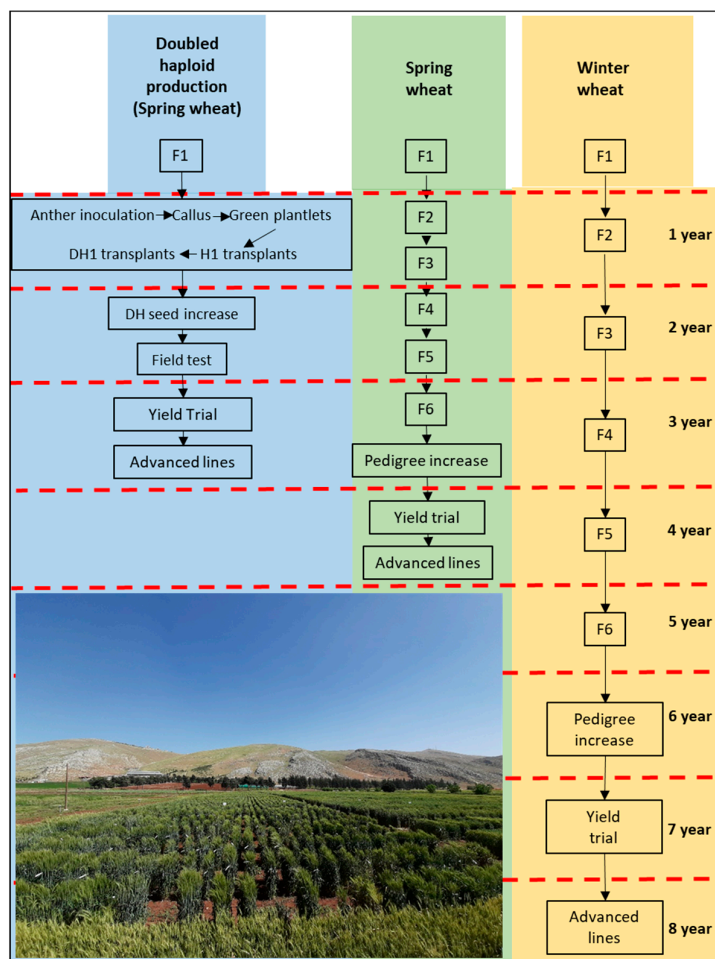 Doubled
haploid
production
(Spring wheat)
F1
Anther inoculation Callus Green plantlets
DH1 transplants H1 transplants
DH seed increase
Field test
Yield Trial
Advanced lines
Spring
wheat
F1
F2
F3
F4
F5
F6
Pedigree increase
Yield trial
Advanced lines
Winter
wheat
F1
F2
F3
F4
F5
F6
Pedigree
increase
Yield
trial
Advanced
lines
1 year
2 year
3 year
4 year
5 year
6 year
7 year
8 year